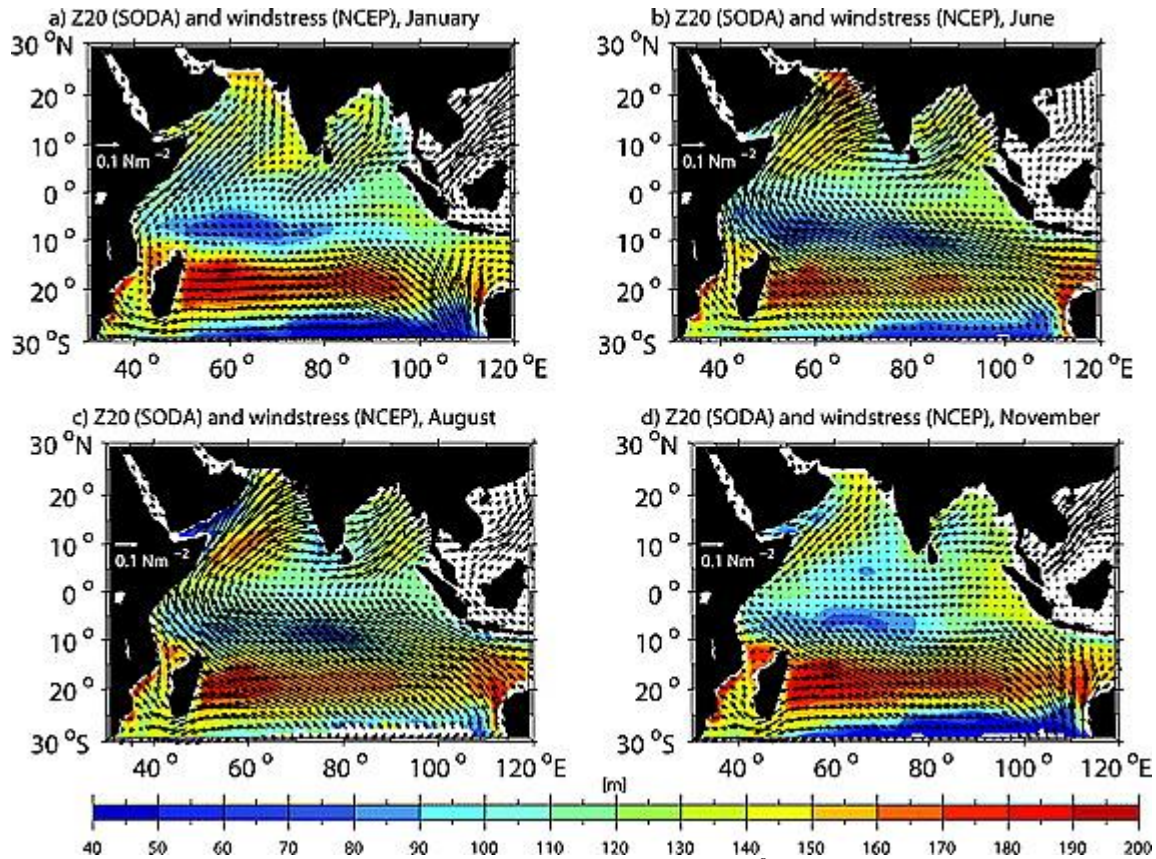 a) Z20 (SODA) and windstress (NCEP), January
30 °N
20 °
10 °
0 °
10 °
20 °
30 °S
0.1 Nm⁻²
40 ° 60 ° 80 ° 100 ° 120 °E
b) Z20 (SODA) and windstress (NCEP), June
30 °N
20 °
10 °
0 °
10 °
20 °
30 °S
0.1 Nm⁻²
40 ° 60 ° 80 ° 100 ° 120 °E
c) Z20 (SODA) and windstress (NCEP), August
30 °N
20 °
10 °
0 °
10 °
20 °
30 °S
0.1 Nm⁻²
40 ° 60 ° 80 ° 100 ° 120 °E
d) Z20 (SODA) and windstress (NCEP), November
30 °N
20 °
10 °
0 °
10 °
20 °
30 °S
0.1 Nm⁻²
40 ° 60 ° 80 ° 100 ° 120 °E
[m]
40 50 60 70 80 90 100 110 120 130 140 150 160 170 180 190 200